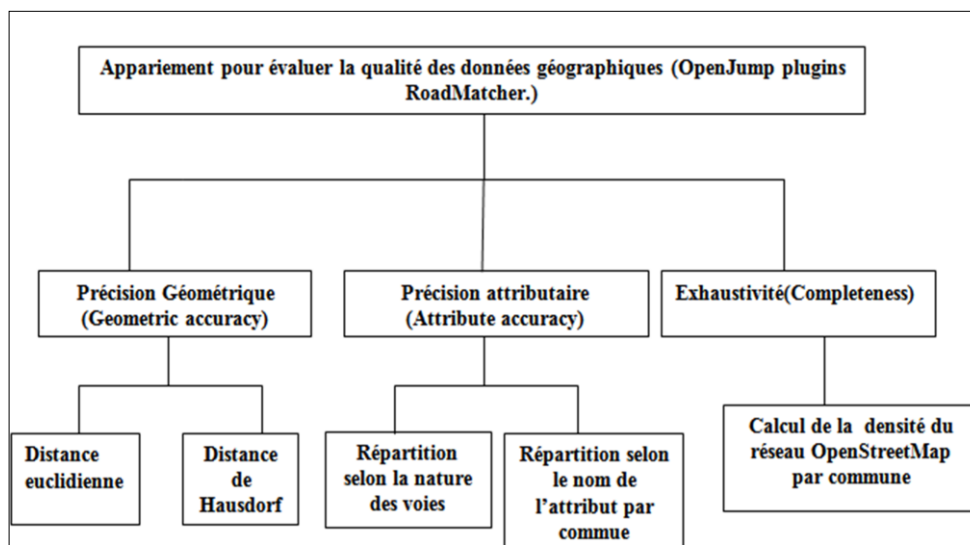 Appariement pour évaluer la qualité des données géographiques (OpenJump plugins
RoadMatcher.)
Précision Géométrique
(Geometric accuracy)
Précision attributaire
(Attribute accuracy)
Exhaustivité(Completeness)
Distance
euclidienne
Distance
de
Hausdorf
Répartition
selon la nature
des voies
Répartition selon
le nom de
l’attribut par
commue
Calcul de la densité du
réseau OpenStreetMap
par commune